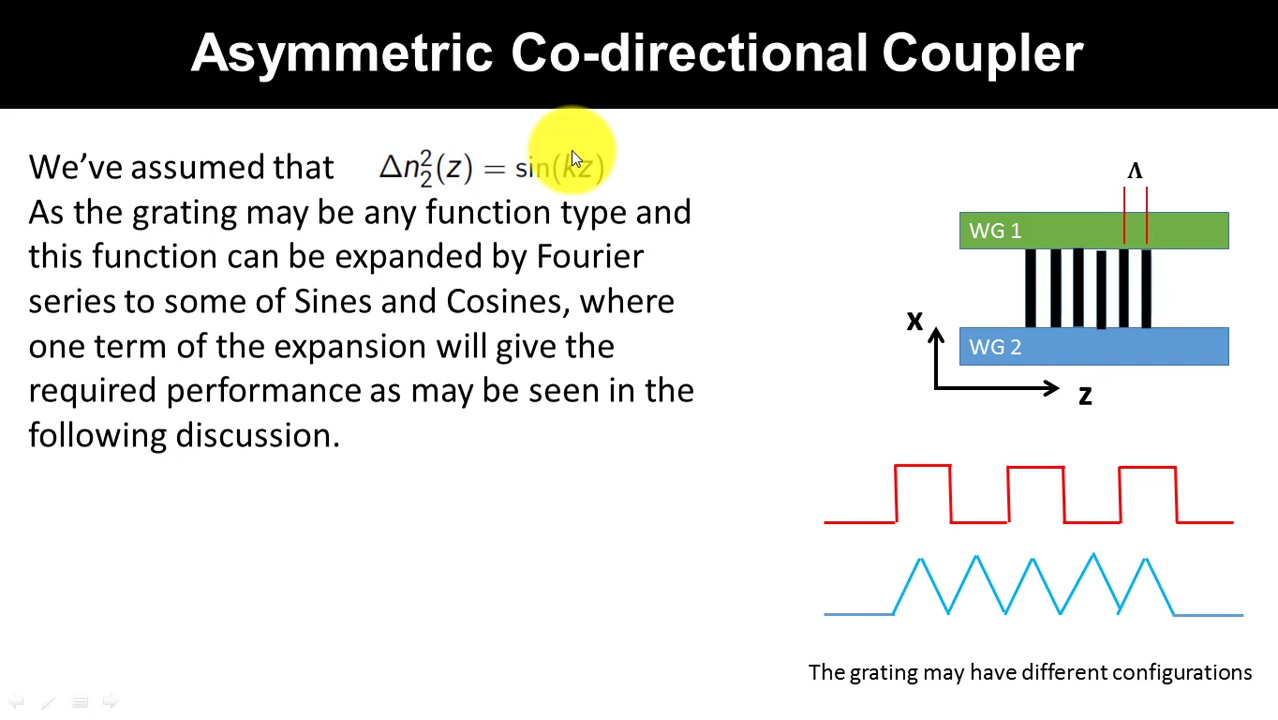 Asymmetric Co-directional Coupler
We've assumed that Δn₂²(z) = sin(kz)
As the grating may be any function type and
this function can be expanded by Fourier
series to some of Sines and Cosines, where
one term of the expansion will give the
required performance as may be seen in the
following discussion.
Λ
WG 1
WG 2
x
z
The grating may have different configurations